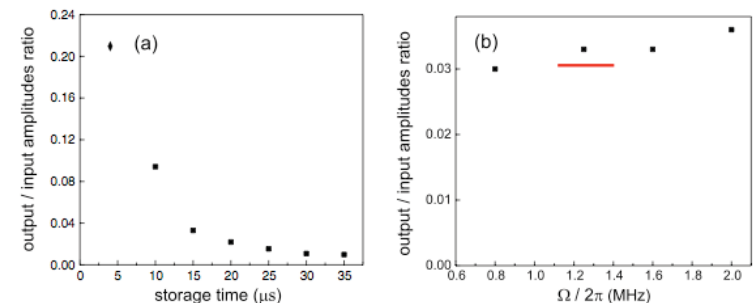 output / input amplitudes ratio
0.24
0.20
0.16
0.12
0.08
0.04
0.00
(a)
5 10 15 20 25 30 35
storage time (μs)
output / input amplitudes ratio
0.03
0.02
0.01
0.00
(b)
0.6 0.8 1.0 1.2 1.4 1.6 1.8 2.0
Ω / 2π (MHz)